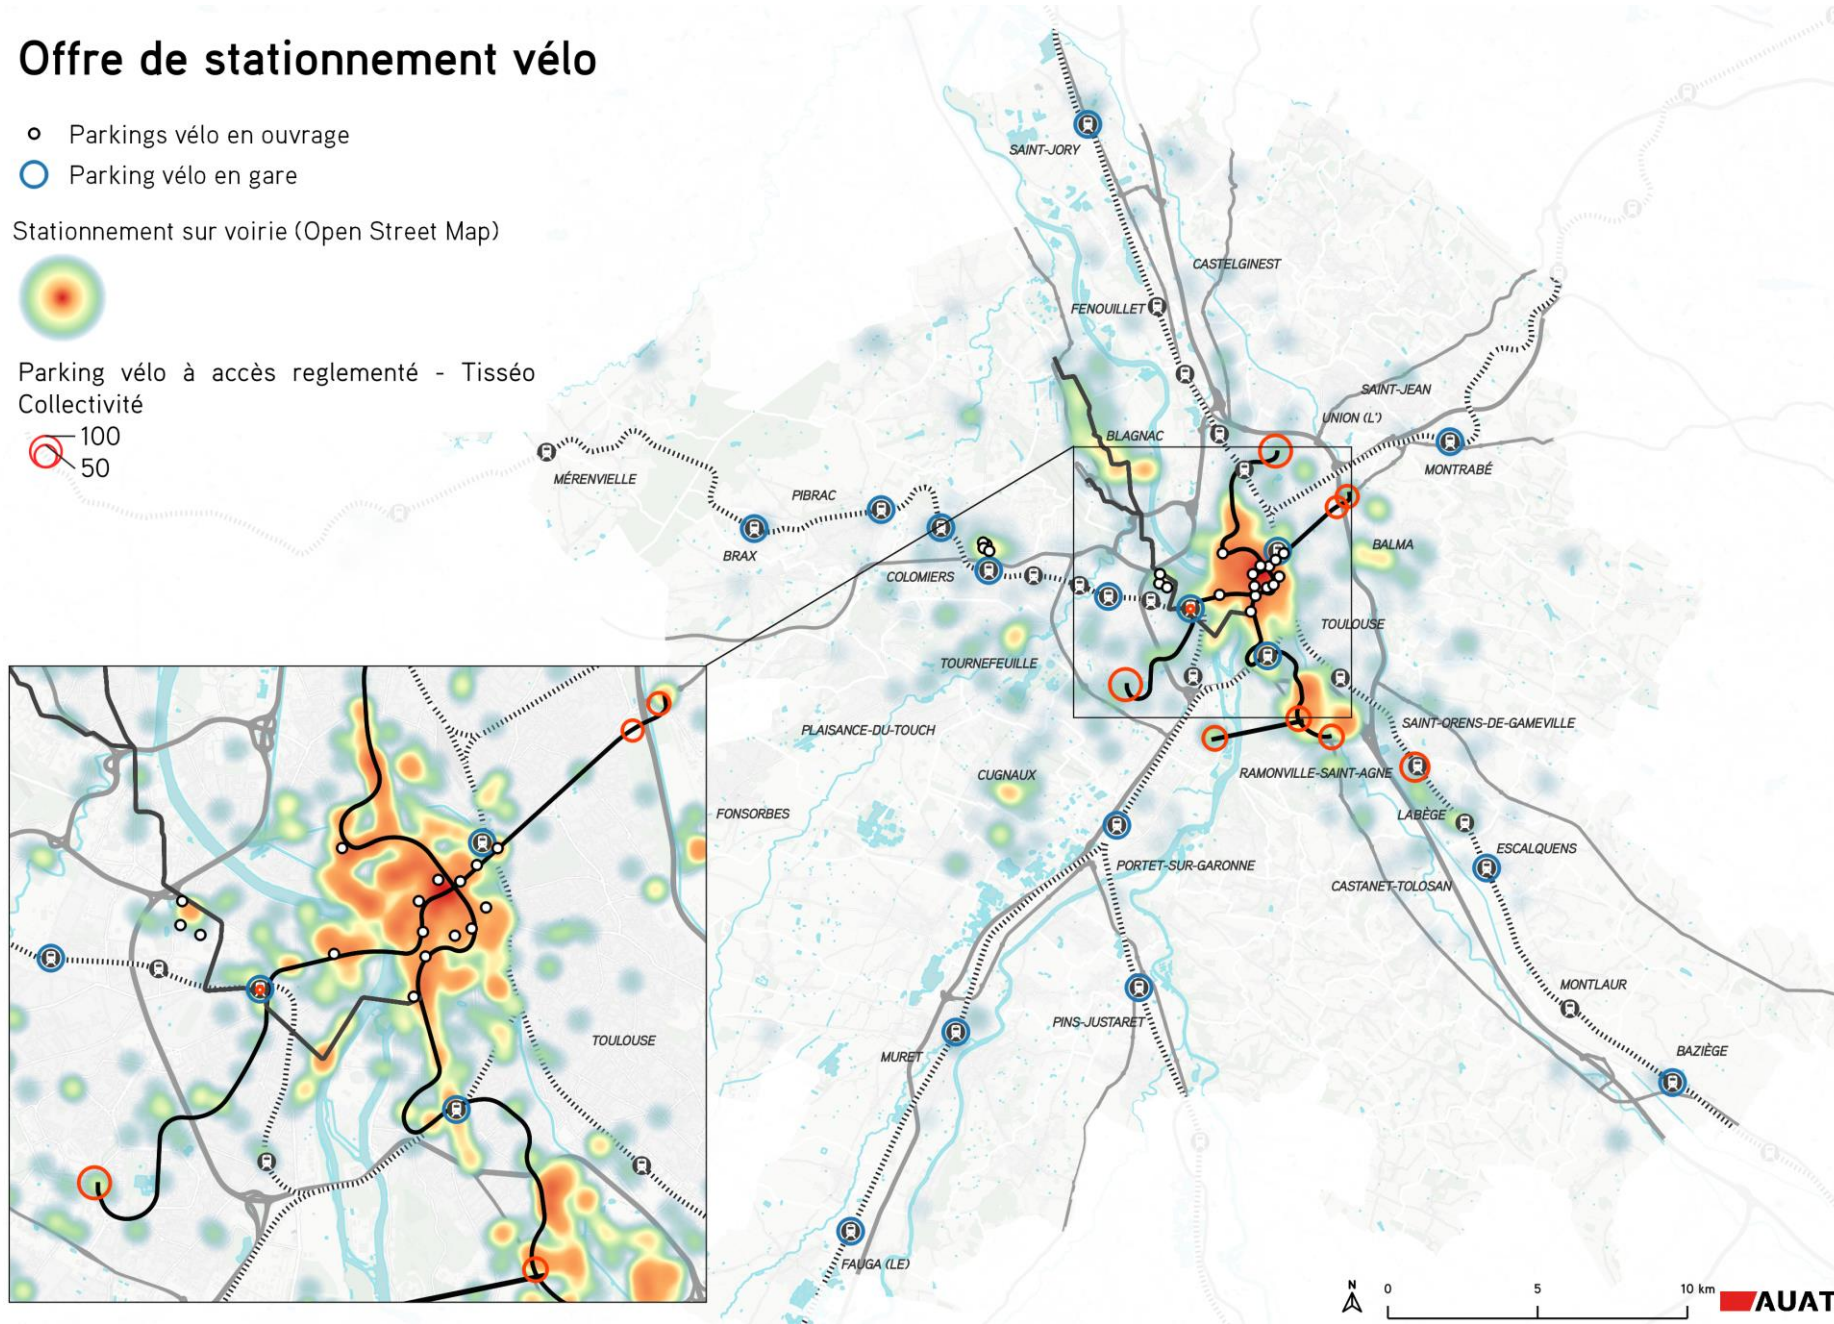 Offre de stationnement vélo
Parkings vélo en ouvrage
Parking vélo en gare
Stationnement sur voirie (Open Street Map)
Parking vélo à accès reglementé - Tisséo
Collectivité
100
50
SAINT-JORY
CASTELGINEST
FENOUILLET
SAINT-JEAN
UNION (L')
BLAGNAC
MONTRABÉ
MÉRENVIELLE
PIBRAC
BRAX
BALMA
COLOMIERS
TOULOUSE
TOURNEFEUILLE
SAINT-ORENS-DE-GAMEVILLE
PLAISANCE-DU-TOUCH
CUGNAUX
RAMONVILLE-SAINT-AGNE
FONSORBES
LABÈGE
ESCALQUENS
PORTET-SUR-GARONNE
CASTANET-TOLOSAN
MONTLAUR
PINS-JUSTARET
TOULOUSE
MURET
BAZIÈGE
FAUGA (LE)
N
0 5 10 km
AUAT